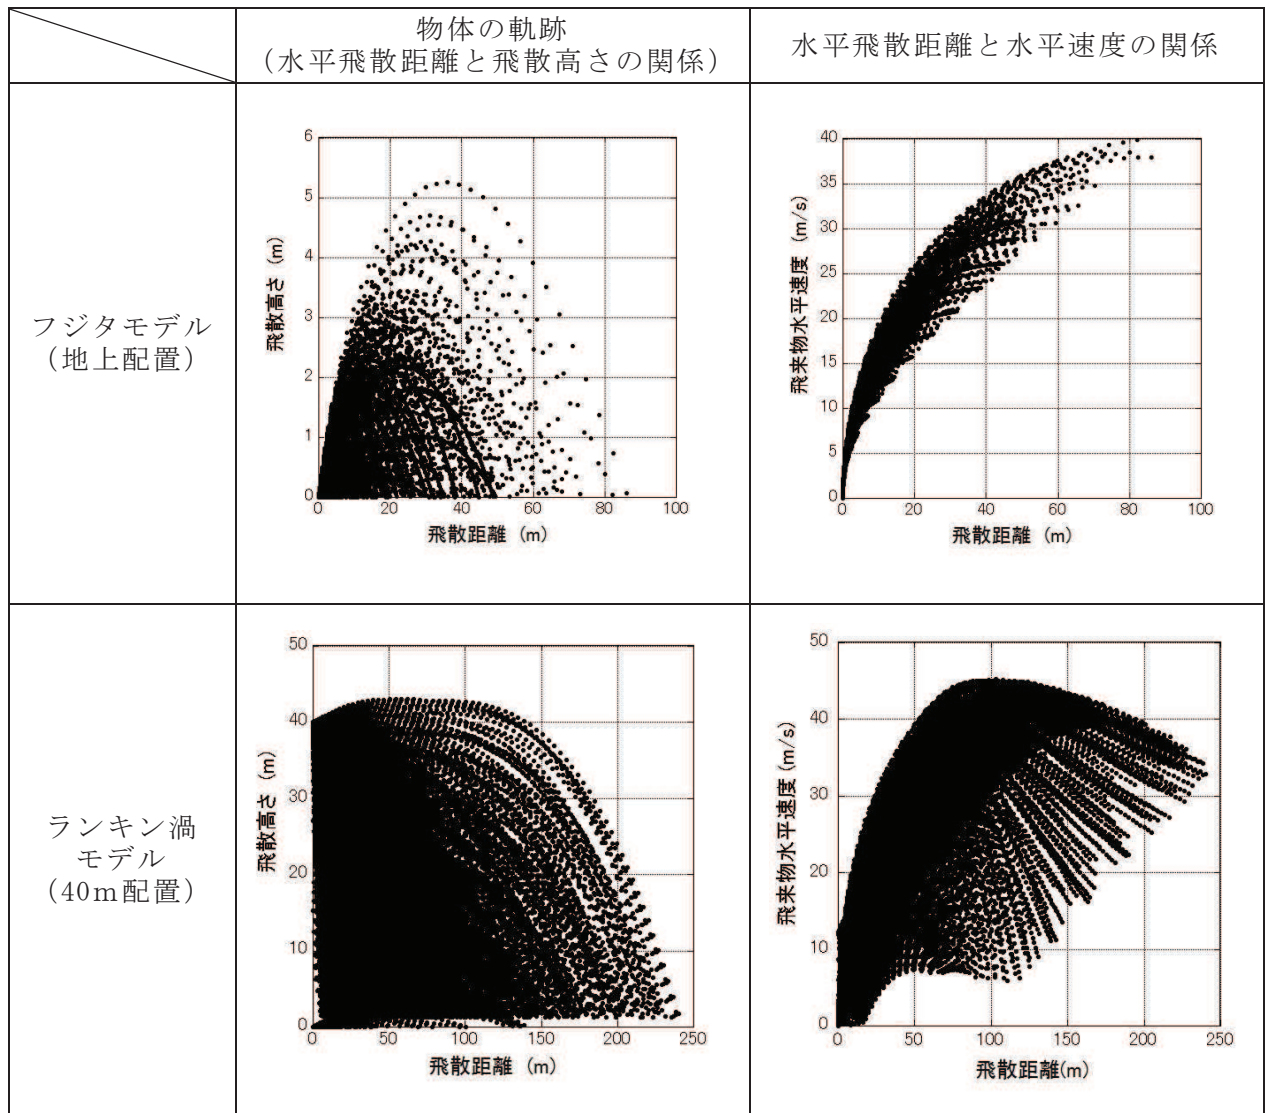 物体の軌跡
（水平飛散距離と飛散高さの関係）
水平飛散距離と水平速度の関係
フジタモデル
（地上配置）
6
5
4
3
2
1
0
飛散高さ (m)
0 20 40 60 80 100
飛散距離 (m)
40
35
30
25
20
15
10
5
0
飛来物水平速度 (m/s)
0 20 40 60 80 100
飛散距離 (m)
ランキン渦
モデル
（40m配置）
50
40
30
20
10
0
飛散高さ (m)
0 50 100 150 200 250
飛散距離 (m)
50
40
30
20
10
0
飛来物水平速度 (m/s)
0 50 100 150 200 250
飛散距離(m)